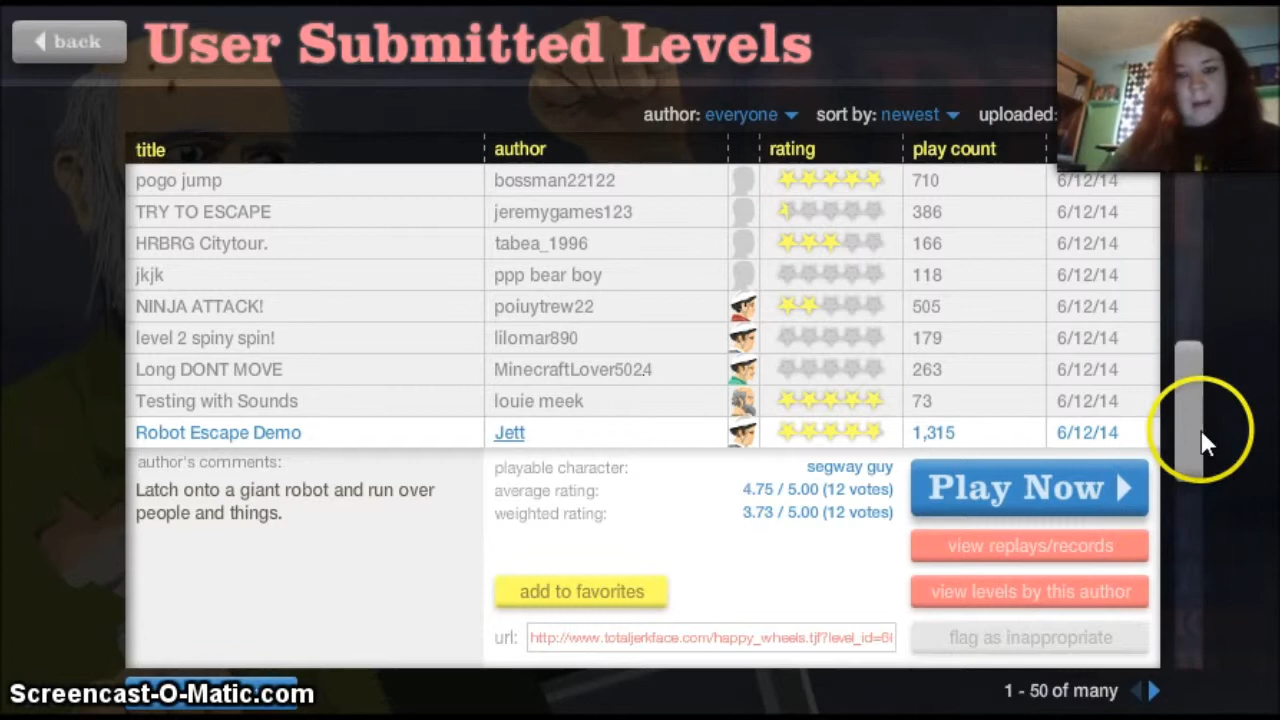 back
User Submitted Levels
author: everyone sort by: newest uploaded:
title author rating play count
pogo jump bossman22122 710 6/12/14
TRY TO ESCAPE jeremygames123 386 6/12/14
HRBRG Citytour. tabea_1996 166 6/12/14
jkjk ppp bear boy 118 6/12/14
NINJA ATTACK! poiuytrew22 505 6/12/14
level 2 spiny spin! lilomar890 179 6/12/14
Long DONT MOVE MinecraftLover5024 263 6/12/14
Testing with Sounds louie meek 73 6/12/14
Robot Escape Demo Jett 1,315 6/12/14
author's comments:
Latch onto a giant robot and run over
people and things.
playable character: segway guy
average rating: 4.75 / 5.00 (12 votes)
weighted rating: 3.73 / 5.00 (12 votes)
Play Now
view replays/records
add to favorites
view levels by this author
url: http://www.totaljerkface.com/happy_wheels.tjf?level_id=6
flag as inappropriate
Screencast-O-Matic.com
1 - 50 of many